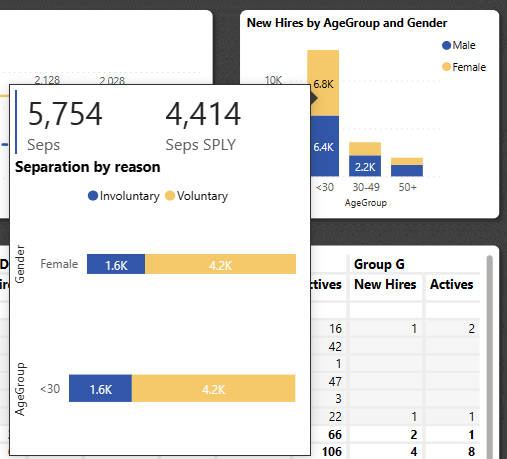 New Hires by AgeGroup and Gender
Male
Female
10K
6.8K
6.4K
2.2K
<30
30-49
50+
AgeGroup
2,128
2,028
5,754
4,414
Seps
Seps SPLY
Separation by reason
Involuntary
Voluntary
Gender
Female
1.6K
4.2K
AgeGroup
<30
1.6K
4.2K
Group G
New Hires
Actives
16
1
2
42
1
47
3
22
1
1
66
2
1
106
4
8